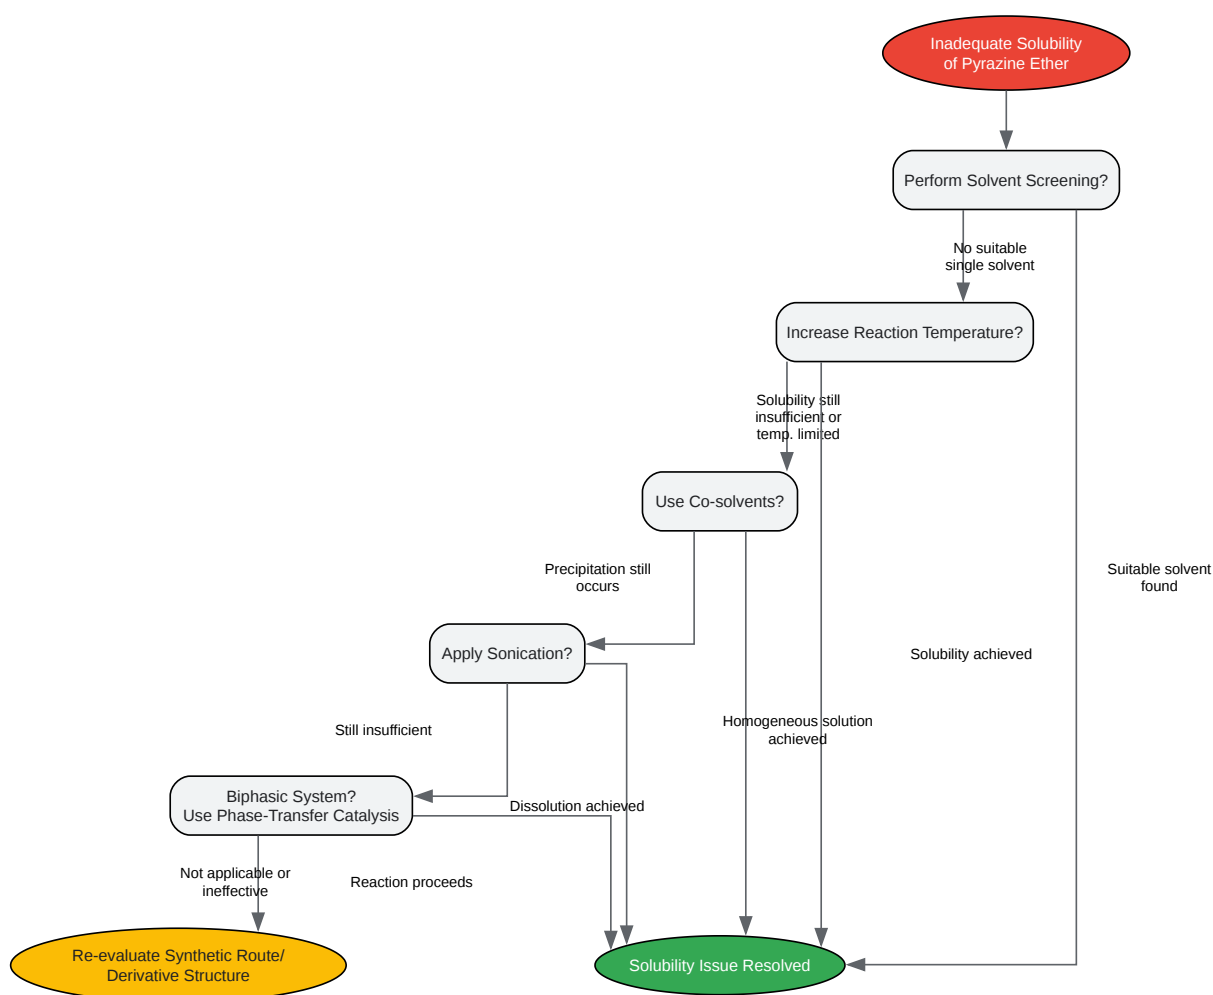 Inadequate Solubility
of Pyrazine Ether
Perform Solvent Screening?
No suitable
single solvent
Increase Reaction Temperature?
Solubility still
insufficient or
temp. limited
Use Co-solvents?
Precipitation still
occurs
Suitable solvent
found
Apply Sonication?
Solubility achieved
Still insufficient
Homogeneous solution
achieved
Biphasic System?
Use Phase-Transfer Catalysis
Dissolution achieved
Not applicable or
ineffective
Reaction proceeds
Re-evaluate Synthetic Route/
Derivative Structure
Solubility Issue Resolved